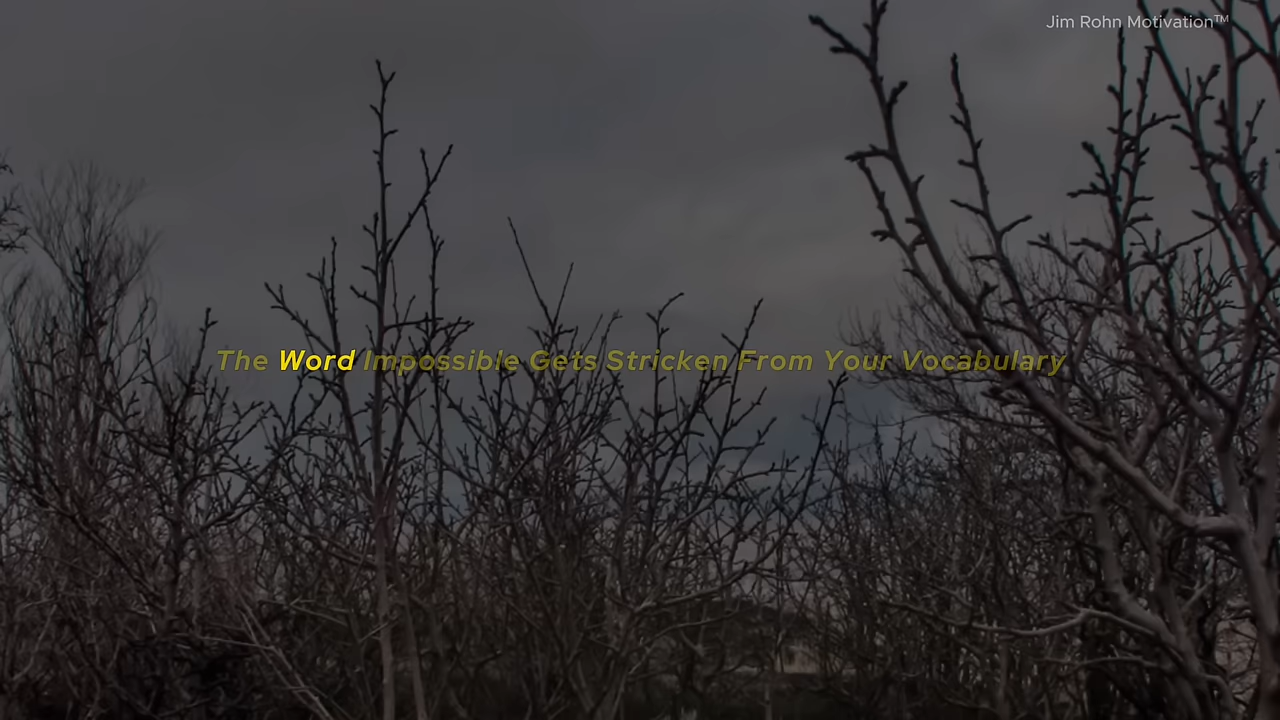 Jim Rohn Motivation™
The Word Impossible Gets Stricken From Your Vocabulary